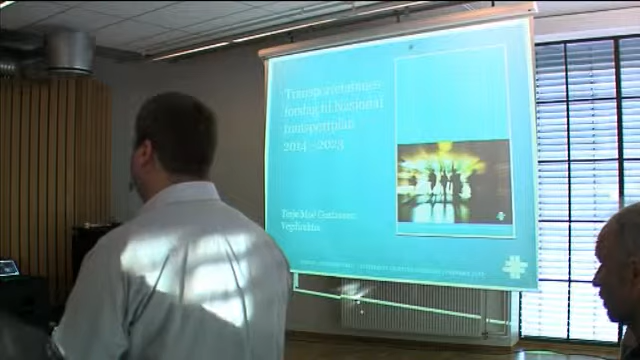 Transportetatenes
forslag til Nasjonal
transportplan
2014 - 2023
Terje Moe Gustavsen
Vegdirektør